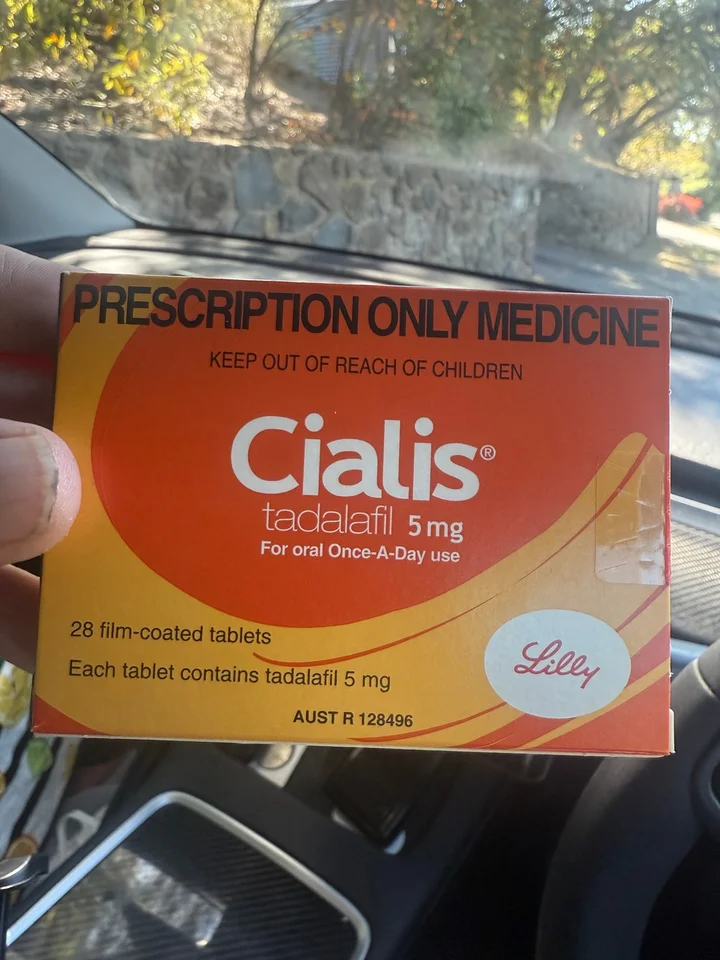 PRESCRIPTION ONLY MEDICINE
KEEP OUT OF REACH OF CHILDREN
Cialis®
tadalafil 5 mg
For oral Once-A-Day use
28 film-coated tablets
Each tablet contains tadalafil 5 mg
Lilly
AUST R 128496